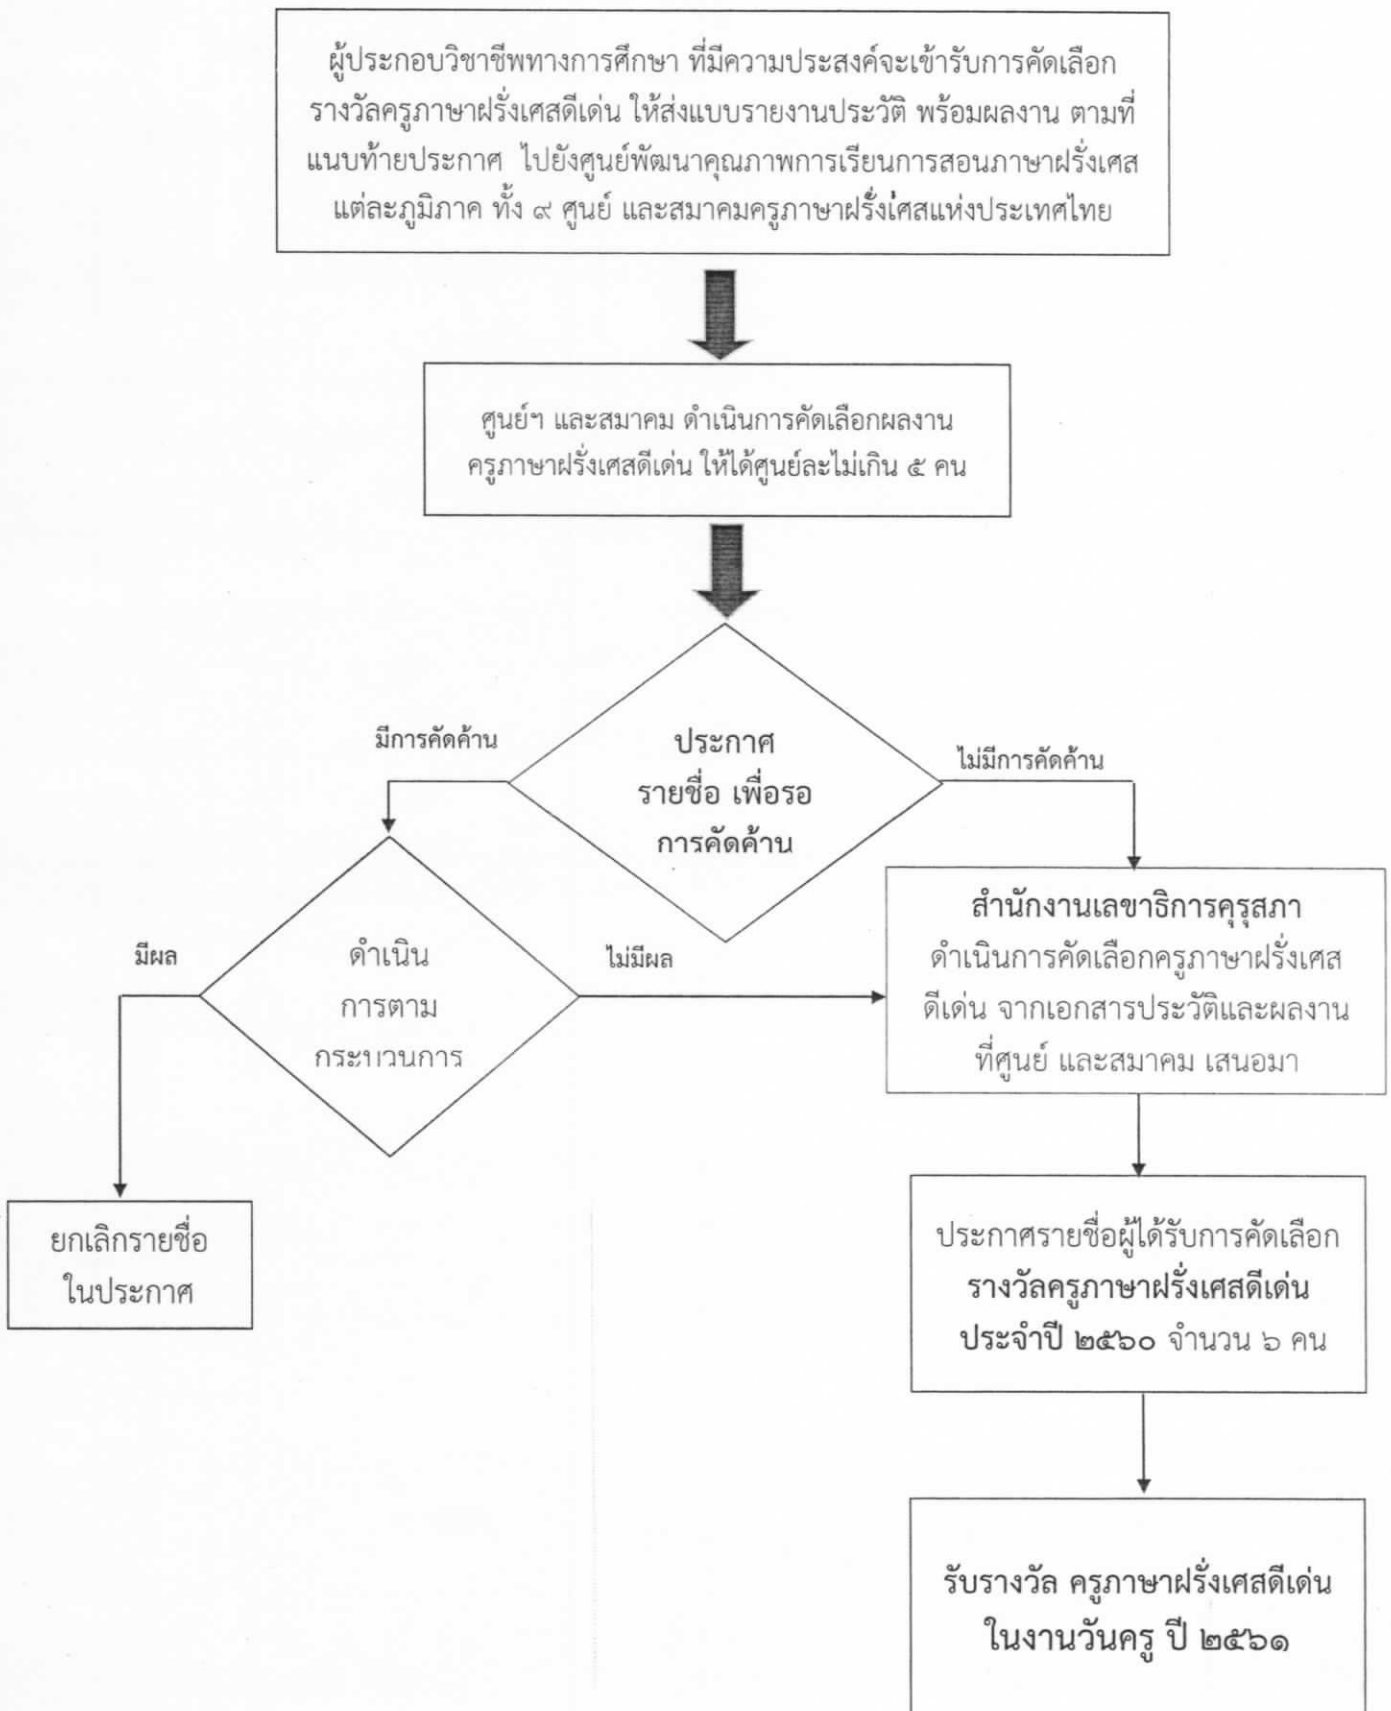 ผู้ประกอบวิชาชีพทางการศึกษา ที่มีความประสงค์จะเข้ารับการคัดเลือก
รางวัลครูภาษาฝรั่งเศสดีเด่น ให้ส่งแบบรายงานประวัติ พร้อมผลงาน ตามที่
แนบท้ายประกาศ ไปยังศูนย์พัฒนาคุณภาพการเรียนการสอนภาษาฝรั่งเศส
แต่ละภูมิภาค ทั้ง ๙ ศูนย์ และสมาคมครูภาษาฝรั่งเศสแห่งประเทศไทย
ศูนย์ฯ และสมาคม ดำเนินการคัดเลือกผลงาน
ครูภาษาฝรั่งเศสดีเด่น ให้ได้ศูนย์ละไม่เกิน ๕ คน
มีการคัดค้าน
ประกาศ
รายชื่อ เพื่อรอ
การคัดค้าน
ไม่มีการคัดค้าน
มีผล
ดำเนิน
การตาม
กระบวนการ
ไม่มีผล
สำนักงานเลขาธิการคุรุสภา
ดำเนินการคัดเลือกครูภาษาฝรั่งเศส
ดีเด่น จากเอกสารประวัติและผลงาน
ที่ศูนย์ และสมาคม เสนอมา
ยกเลิกรายชื่อ
ในประกาศ
ประกาศรายชื่อผู้ได้รับการคัดเลือก
รางวัลครูภาษาฝรั่งเศสดีเด่น
ประจำปี ๒๕๖๐ จำนวน ๖ คน
รับรางวัล ครูภาษาฝรั่งเศสดีเด่น
ในงานวันครู ปี ๒๕๖๑